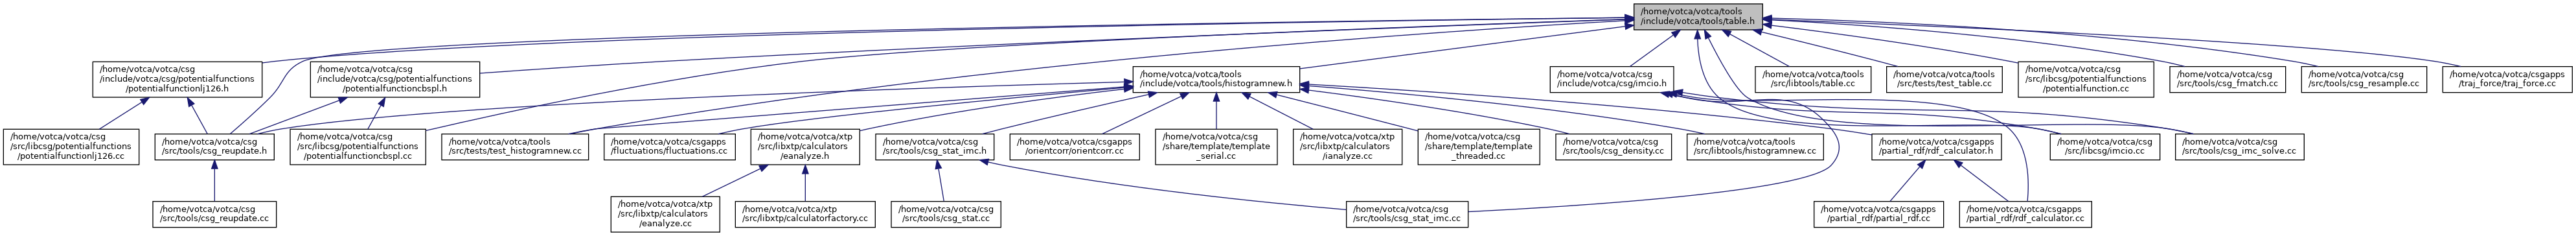 /home/votca/votca/tools
/include/votca/tools/table.h
/home/votca/votca/csg
/include/votca/csg/potentialfunctions
/potentialfunctionlj126.h
/home/votca/votca/csg
/include/votca/csg/potentialfunctions
/potentialfunctioncbspl.h
/home/votca/votca/tools
/include/votca/tools/histogramnew.h
/home/votca/votca/csg
/include/votca/csg/imcio.h
/home/votca/votca/tools
/src/libtools/table.cc
/home/votca/votca/tools
/src/tests/test_table.cc
/home/votca/votca/csg
/src/libcsg/potentialfunctions
/potentialfunction.cc
/home/votca/votca/csg
/src/tools/csg_fmatch.cc
/home/votca/votca/csg
/src/tools/csg_resample.cc
/home/votca/votca/csgapps
/traj_force/traj_force.cc
/home/votca/votca/csg
/src/libcsg/potentialfunctions
/potentialfunctionlj126.cc
/home/votca/votca/csg
/src/tools/csg_reupdate.h
/home/votca/votca/csg
/src/libcsg/potentialfunctions
/potentialfunctioncbspl.cc
/home/votca/votca/tools
/src/tests/test_histogramnew.cc
/home/votca/votca/csgapps
/fluctuations/fluctuations.cc
/home/votca/votca/xtp
/src/libxtp/calculators
/eanalyze.h
/home/votca/votca/csg
/src/tools/csg_stat_imc.h
/home/votca/votca/csgapps
/orientcorr/orientcorr.cc
/home/votca/votca/csg
/share/template/template
_serial.cc
/home/votca/votca/xtp
/src/libxtp/calculators
/ianalyze.cc
/home/votca/votca/csg
/share/template/template
_threaded.cc
/home/votca/votca/csg
/src/tools/csg_density.cc
/home/votca/votca/tools
/src/libtools/histogramnew.cc
/home/votca/votca/csgapps
/partial_rdf/rdf_calculator.h
/home/votca/votca/csg
/src/libcsg/imcio.cc
/home/votca/votca/csg
/src/tools/csg_imc_solve.cc
/home/votca/votca/csg
/src/tools/csg_reupdate.cc
/home/votca/votca/xtp
/src/libxtp/calculators
/eanalyze.cc
/home/votca/votca/xtp
/src/libxtp/calculatorfactory.cc
/home/votca/votca/csg
/src/tools/csg_stat.cc
/home/votca/votca/csg
/src/tools/csg_stat_imc.cc
/home/votca/votca/csgapps
/partial_rdf/partial_rdf.cc
/home/votca/votca/csgapps
/partial_rdf/rdf_calculator.cc